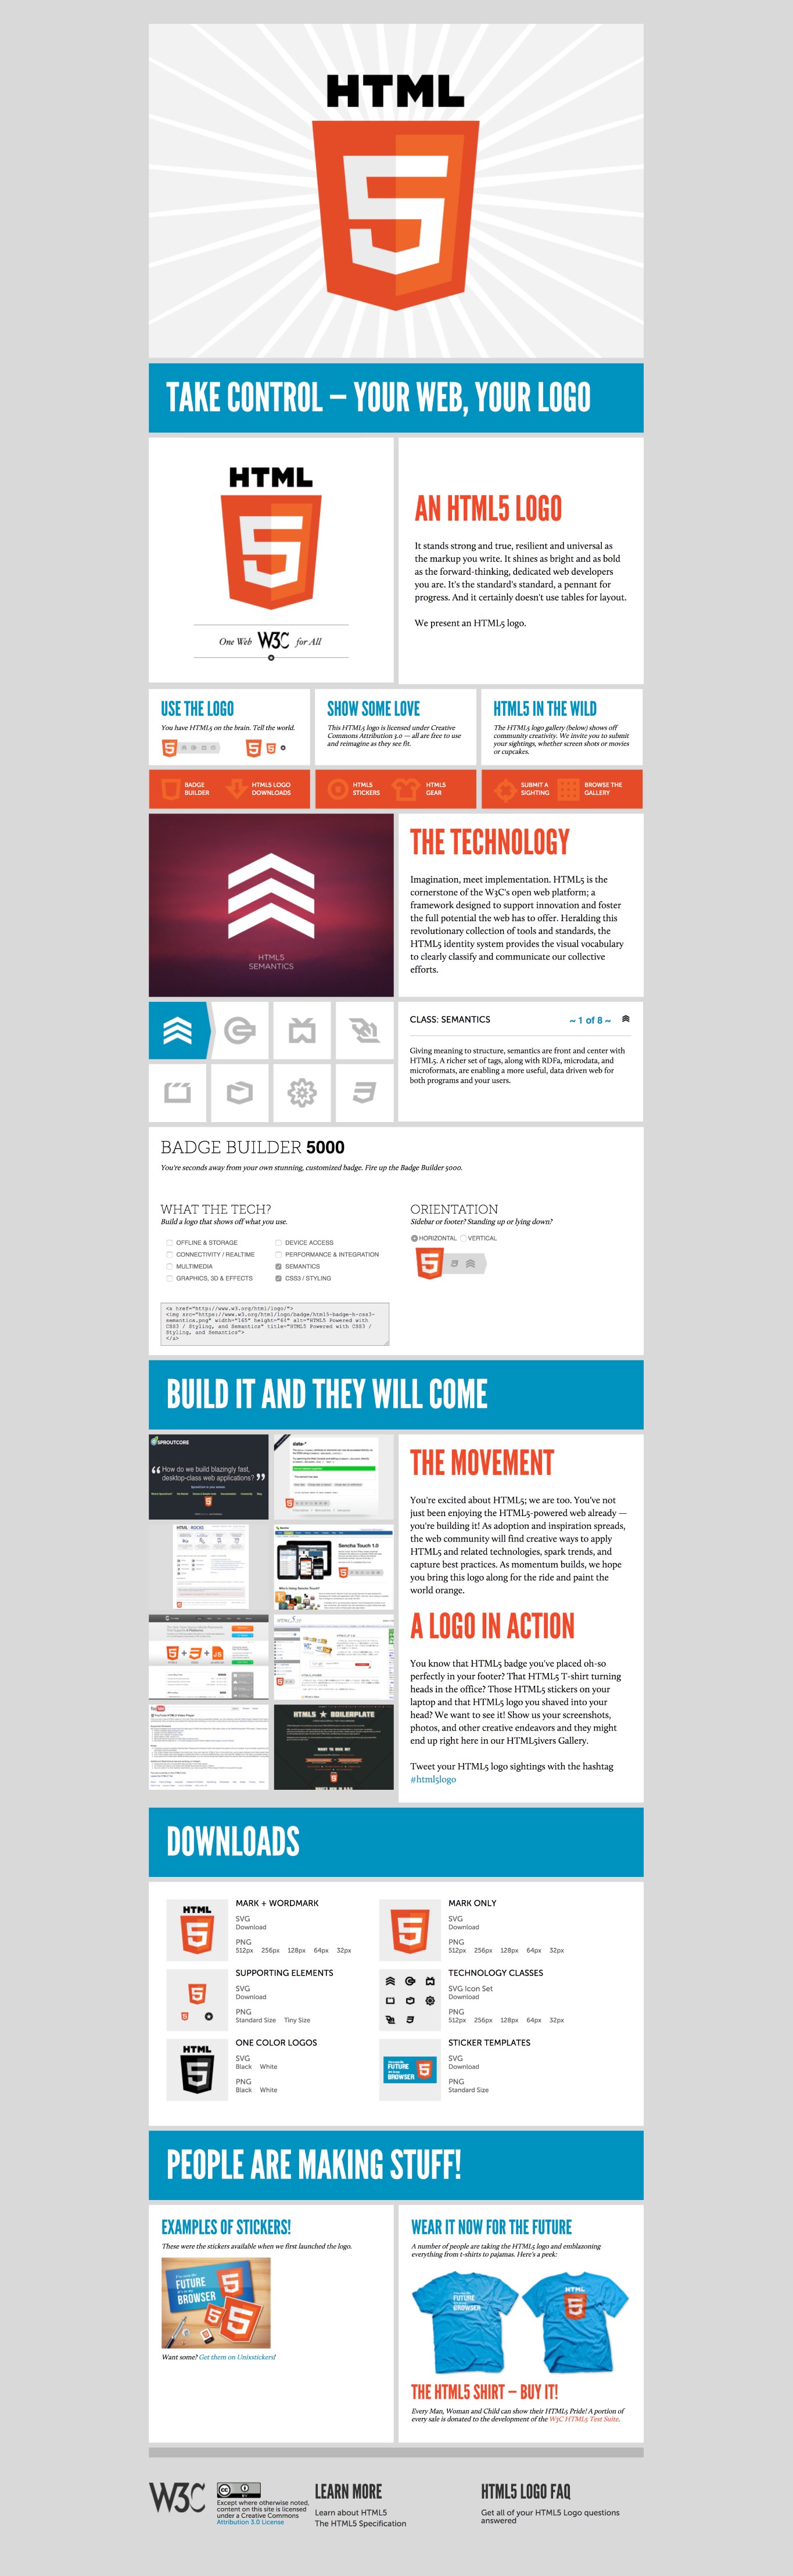 HTML
5
TAKE CONTROL – YOUR WEB, YOUR LOGO
HTML
5
One Web W3C for All
AN HTML5 LOGO
It stands strong and true, resilient and universal as
the markup you write. It shines as bright and as bold
as the forward-thinking, dedicated web developers
you are. It's the standard's standard, a pennant for
progress. And it certainly doesn't use tables for layout.
We present an HTML5 logo.
USE THE LOGO
You have HTML5 on the brain. Tell the world.
SHOW SOME LOVE
This HTML5 logo is licensed under Creative
Commons Attribution 3.0 — all are free to use
and reimagine as they see fit.
HTML5 IN THE WILD
The HTML5 logo gallery (below) shows off
community creativity. We invite you to submit
your sightings, whether screen shots or movies
or cupcakes.
BADGE
BUILDER
HTML5 LOGO
DOWNLOADS
HTML5
STICKERS
HTML5
GEAR
SUBMIT A
SIGHTING
BROWSE THE
GALLERY
HTML5
SEMANTICS
THE TECHNOLOGY
Imagination, meet implementation. HTML5 is the
cornerstone of the W3C's open web platform; a
framework designed to support innovation and foster
the full potential the web has to offer. Heralding this
revolutionary collection of tools and standards, the
HTML5 identity system provides the visual vocabulary
to clearly classify and communicate our collective
efforts.
CLASS: SEMANTICS
~ 1 of 8 ~
Giving meaning to structure, semantics are front and center with
HTML5. A richer set of tags, along with RDFa, microdata, and
microformats, are enabling a more useful, data driven web for
both programs and your users.
BADGE BUILDER 5000
You're seconds away from your own stunning, customized badge. Fire up the Badge Builder 5000.
WHAT THE TECH?
Build a logo that shows off what you use.
OFFLINE & STORAGE
DEVICE ACCESS
CONNECTIVITY / REALTIME
PERFORMANCE & INTEGRATION
MULTIMEDIA
SEMANTICS
GRAPHICS, 3D & EFFECTS
CSS3 / STYLING
ORIENTATION
Sidebar or footer? Standing up or lying down?
HORIZONTAL VERTICAL
<a href="http://www.w3.org/html/logo/">
<img src="https://www.w3.org/html/logo/badge/html5-badge-h-css3-
semantics.png" width="165" height="64" alt="HTML5 Powered with
CSS3 / Styling, and Semantics" title="HTML5 Powered with CSS3 /
Styling, and Semantics">
</a>
BUILD IT AND THEY WILL COME
SPROUTCORE
“ How do we build blazingly fast,
desktop-class web applications? ”
data-*
Sencha Touch 1.0
HTML5 ★ BOILERPLATE
THE MOVEMENT
You're excited about HTML5; we are too. You've not
just been enjoying the HTML5-powered web already —
you're building it! As adoption and inspiration spreads,
the web community will find creative ways to apply
HTML5 and related technologies, spark trends, and
capture best practices. As momentum builds, we hope
you bring this logo along for the ride and paint the
world orange.
A LOGO IN ACTION
You know that HTML5 badge you've placed oh-so
perfectly in your footer? That HTML5 T-shirt turning
heads in the office? Those HTML5 stickers on your
laptop and that HTML5 logo you shaved into your
head? We want to see it! Show us your screenshots,
photos, and other creative endeavors and they might
end up right here in our HTML5ivers Gallery.
Tweet your HTML5 logo sightings with the hashtag
#html5logo
DOWNLOADS
HTML
5
MARK + WORDMARK
SVG
Download
PNG
512px 256px 128px 64px 32px
MARK ONLY
SVG
Download
PNG
512px 256px 128px 64px 32px
SUPPORTING ELEMENTS
SVG
Download
PNG
Standard Size Tiny Size
TECHNOLOGY CLASSES
SVG Icon Set
Download
PNG
512px 256px 128px 64px 32px
HTML
5
ONE COLOR LOGOS
SVG
Black White
PNG
Black White
FUTURE
BROWSER
STICKER TEMPLATES
SVG
Download
PNG
Standard Size
PEOPLE ARE MAKING STUFF!
EXAMPLES OF STICKERS!
These were the stickers available when we first launched the logo.
FUTURE
BROWSER
Want some? Get them on Unixstickers!
WEAR IT NOW FOR THE FUTURE
A number of people are taking the HTML5 logo and emblazoning
everything from t-shirts to pajamas. Here's a peek:
FUTURE
BROWSER
HTML
5
THE HTML5 SHIRT – BUY IT!
Every Man, Woman and Child can show their HTML5 Pride! A portion of
every sale is donated to the development of the W3C HTML5 Test Suite.
W3C
Except where otherwise noted,
content on this site is licensed
under a Creative Commons
Attribution 3.0 License
LEARN MORE
Learn about HTML5
The HTML5 Specification
HTML5 LOGO FAQ
Get all of your HTML5 Logo questions
answered